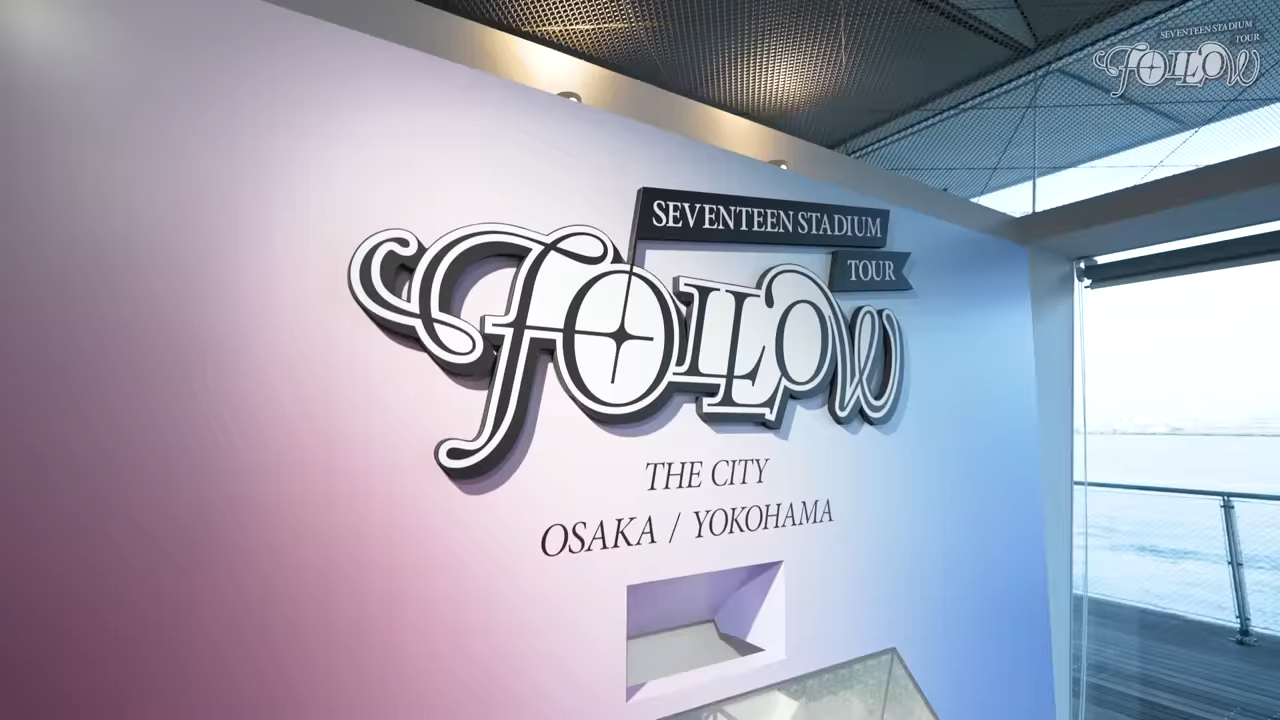 SEVENTEEN STADIUM
TOUR
FOLLOW
THE CITY
OSAKA / YOKOHAMA
SEVENTEEN STADIUM
TOUR
FOLLOW